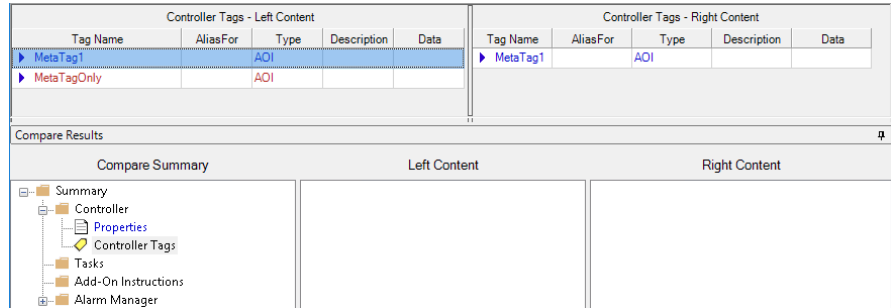 Controller Tags - Left Content
Tag Name AliasFor Type Description Data
MetaTag1 AOI
MetaTagOnly AOI
Controller Tags - Right Content
Tag Name AliasFor Type Description Data
MetaTag1 AOI
Compare Results
Compare Summary Left Content Right Content
Summary
Controller
Properties
Controller Tags
Tasks
Add-On Instructions
Alarm Manager